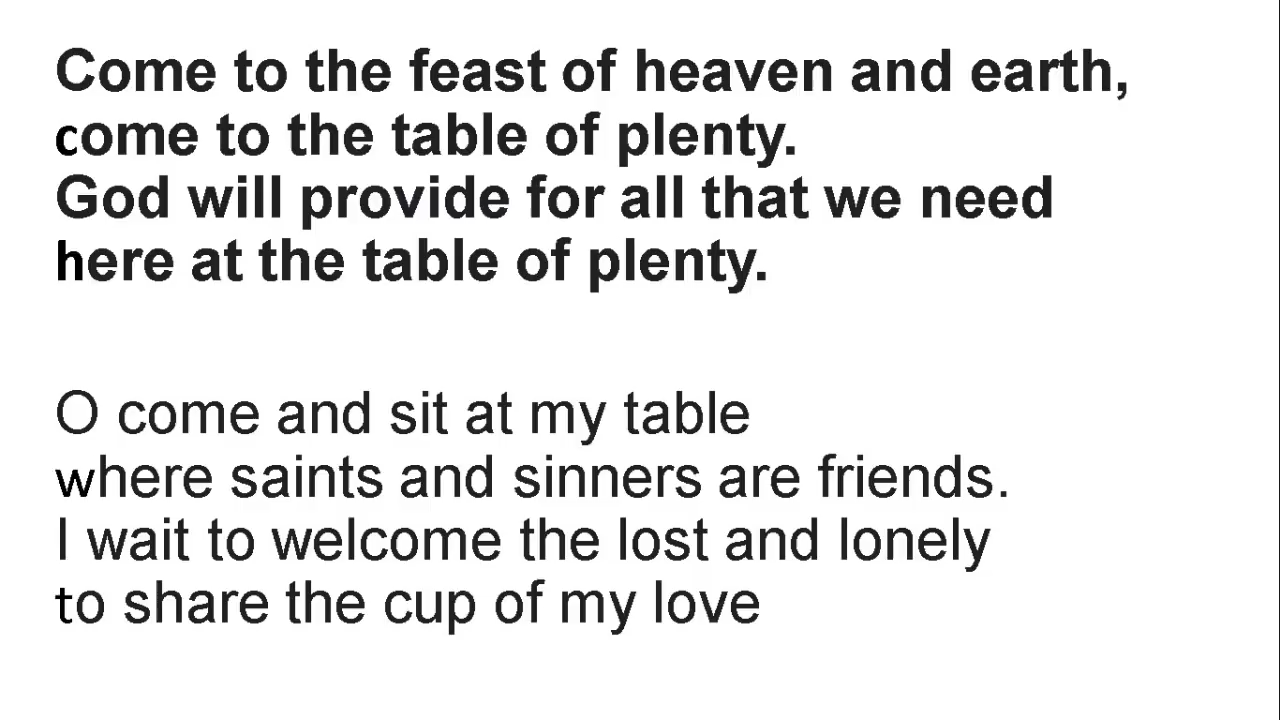 Come to the feast of heaven and earth,
come to the table of plenty.
God will provide for all that we need
here at the table of plenty.
O come and sit at my table
where saints and sinners are friends.
I wait to welcome the lost and lonely
to share the cup of my love